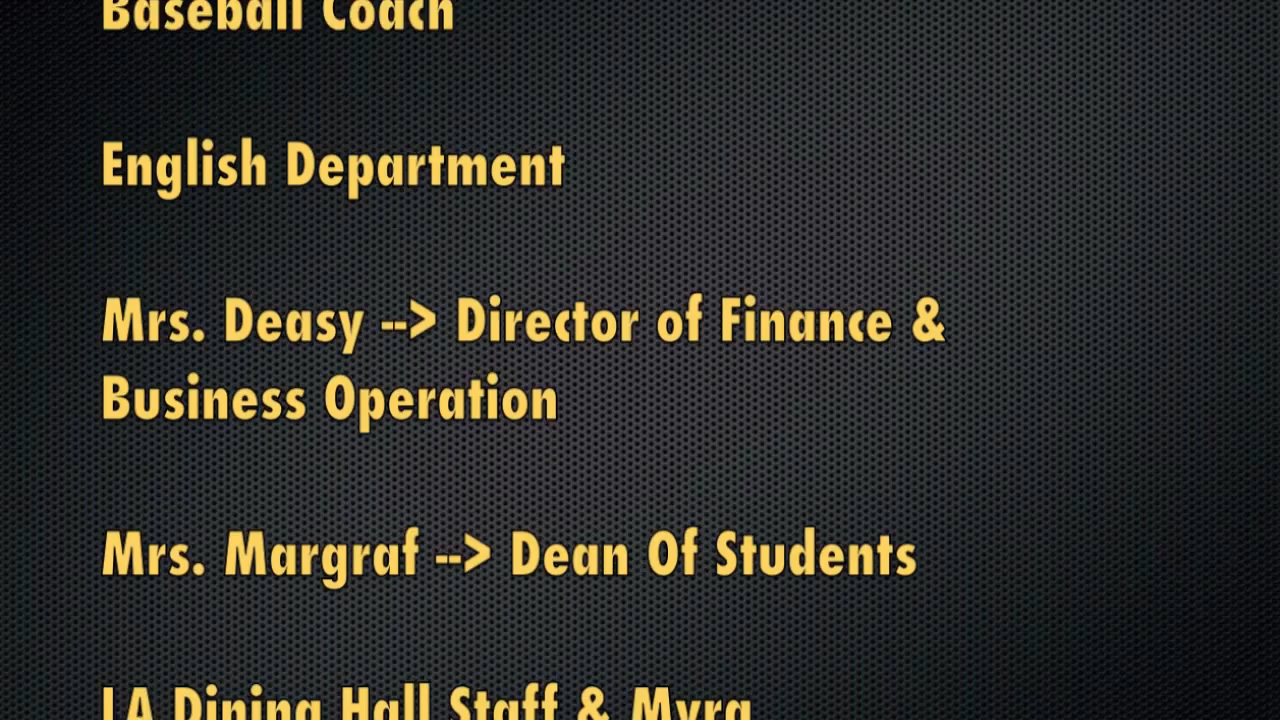 Baseball Coach
English Department
Mrs. Deasy --> Director of Finance &
Business Operation
Mrs. Margraf --> Dean Of Students
LA Dining Hall Staff & Myra